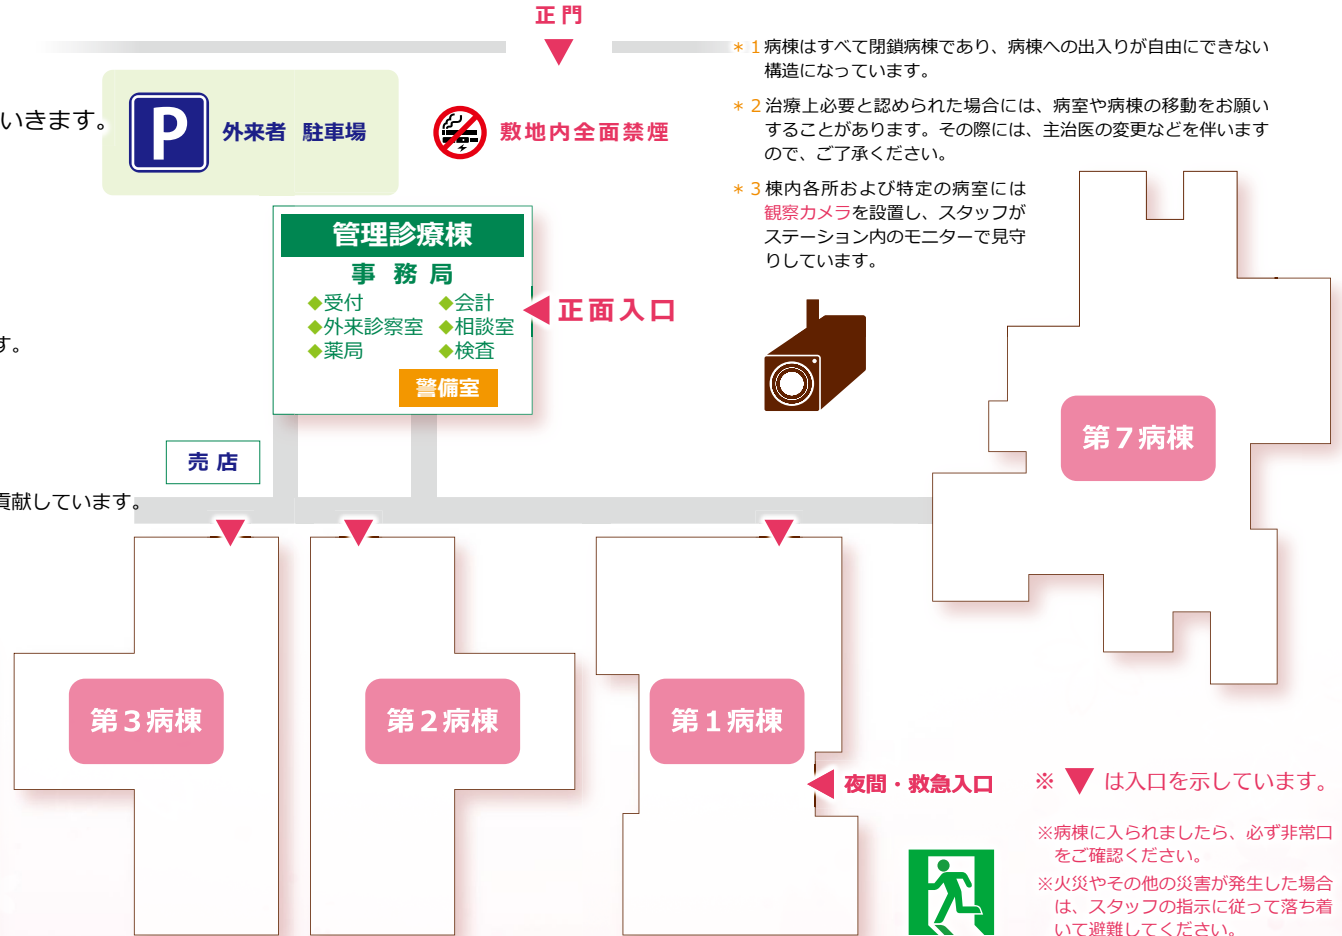 正門
＊1 病棟はすべて閉鎖病棟であり、病棟への出入りが自由にできない
構造になっています。
＊2 治療上必要と認められた場合には、病室や病棟の移動をお願い
することがあります。その際には、主治医の変更などを伴います
ので、ご了承ください。
＊3 棟内各所および特定の病室には
観察カメラを設置し、スタッフが
ステーション内のモニターで見守
りしています。
いきます。
P
外来者 駐車場
敷地内全面禁煙
管理診療棟
事務局
◆受付 ◆会計
◆外来診察室 ◆相談室
◆薬局 ◆検査
警備室
◀正面入口
す。
売店
貢献しています。
第７病棟
第３病棟
第２病棟
第１病棟
◀夜間・救急入口
※▼は入口を示しています。
※病棟に入られましたら、必ず非常口
をご確認ください。
※火災やその他の災害が発生した場合
は、スタッフの指示に従って落ち着
いて避難してください。